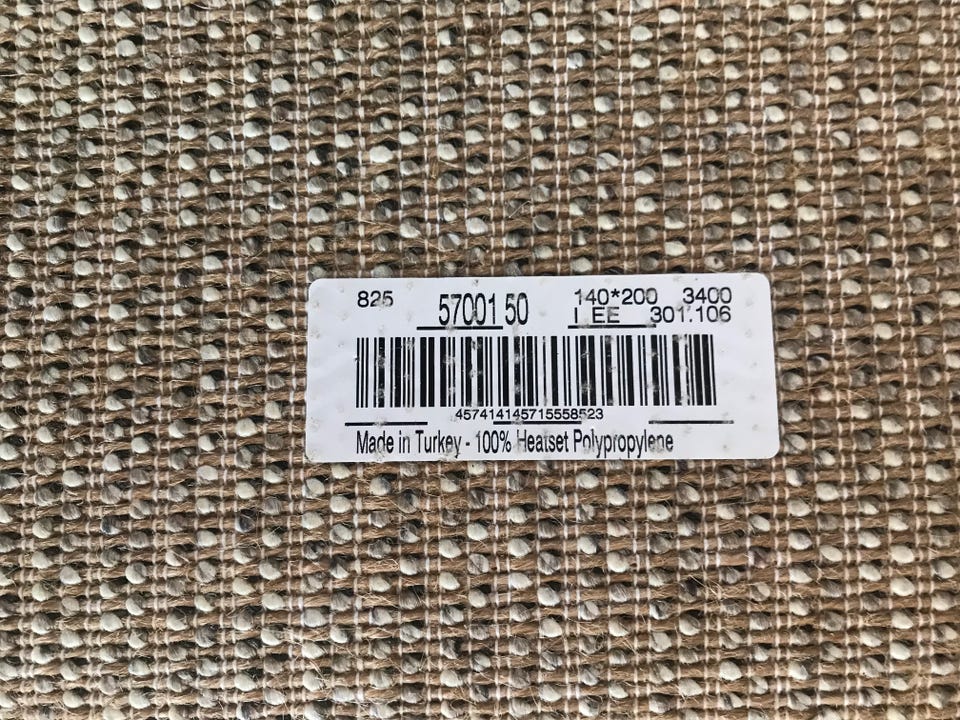 825 57001 50 140*200 3400
I EE 301.106
457414145715558523
Made in Turkey - 100% Heatset Polypropylene